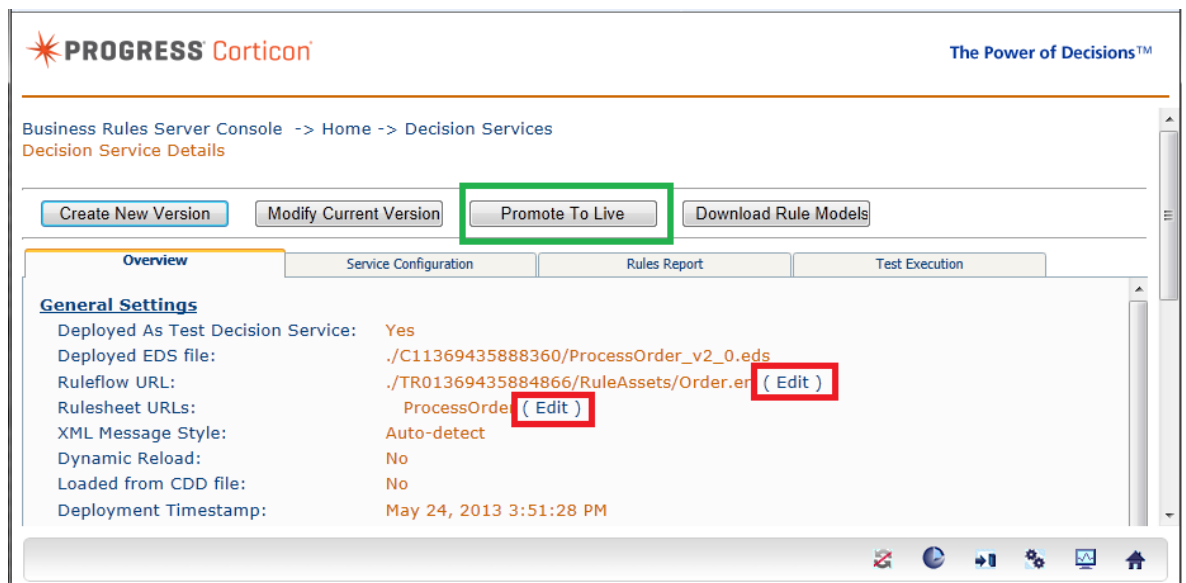 PROGRESS Corticon
The Power of Decisions™
Business Rules Server Console -> Home -> Decision Services
Decision Service Details
Create New Version Modify Current Version Promote To Live Download Rule Models
Overview Service Configuration Rules Report Test Execution
General Settings
Deployed As Test Decision Service: Yes
Deployed EDS file: ./C11369435888360/ProcessOrder_v2_0.eds
Ruleflow URL: ./TR01369435884866/RuleAssets/Order.er ( Edit )
Rulesheet URLs: ProcessOrder ( Edit )
XML Message Style: Auto-detect
Dynamic Reload: No
Loaded from CDD file: No
Deployment Timestamp: May 24, 2013 3:51:28 PM